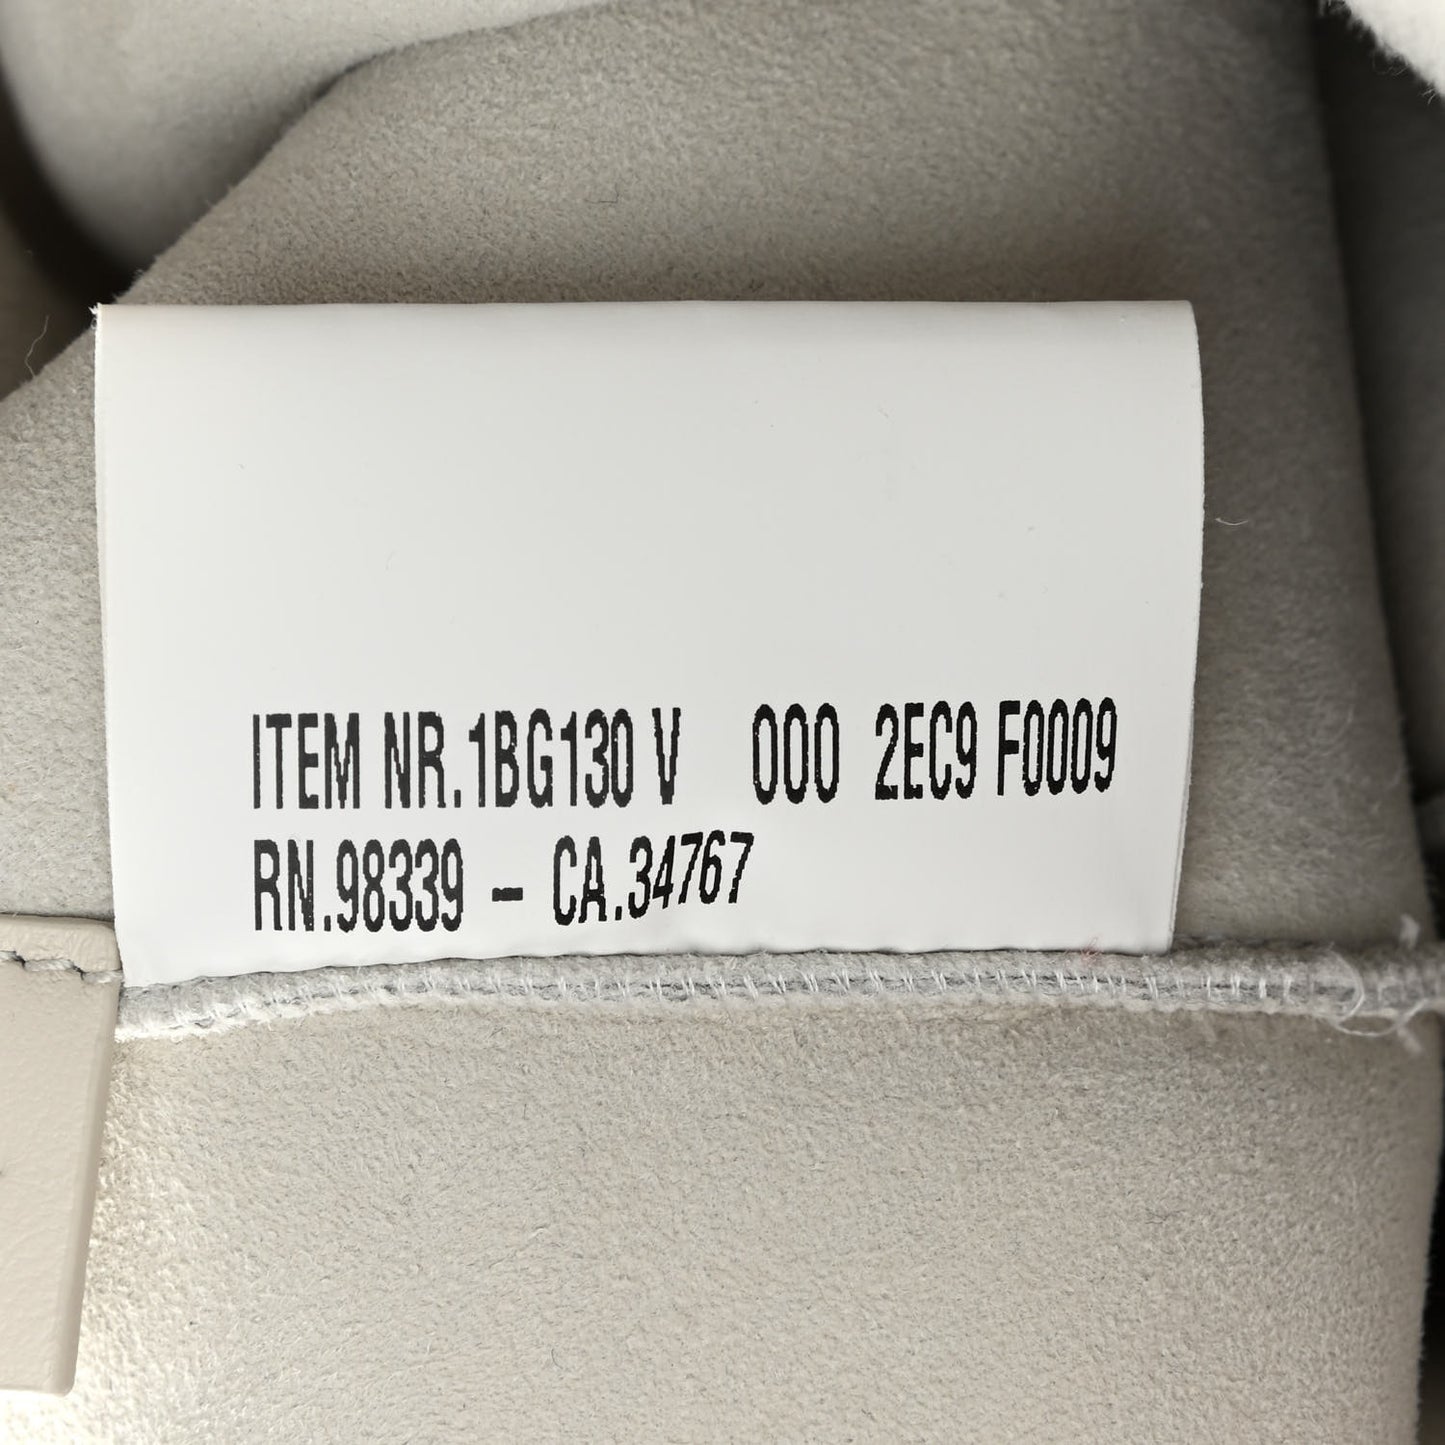 ITEM NR.1BG130 V 000 2EC9 F0009
RN.98339 - CA.34767